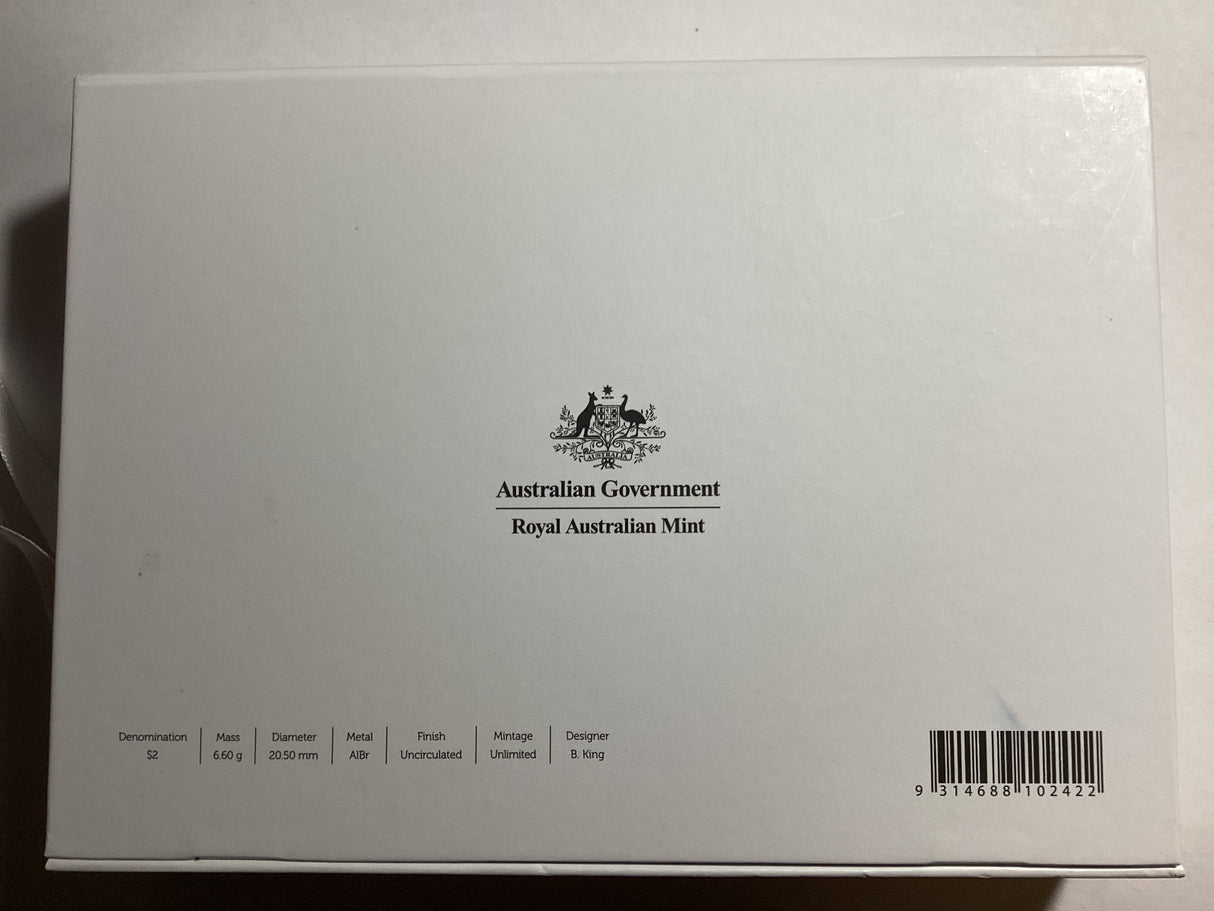 AUSTRALIA
Australian Government
Royal Australian Mint
Denomination Mass Diameter Metal Finish Mintage Designer
$2 6.60 g 20.50 mm AlBr Uncirculated Unlimited B. King
9 314688 102422